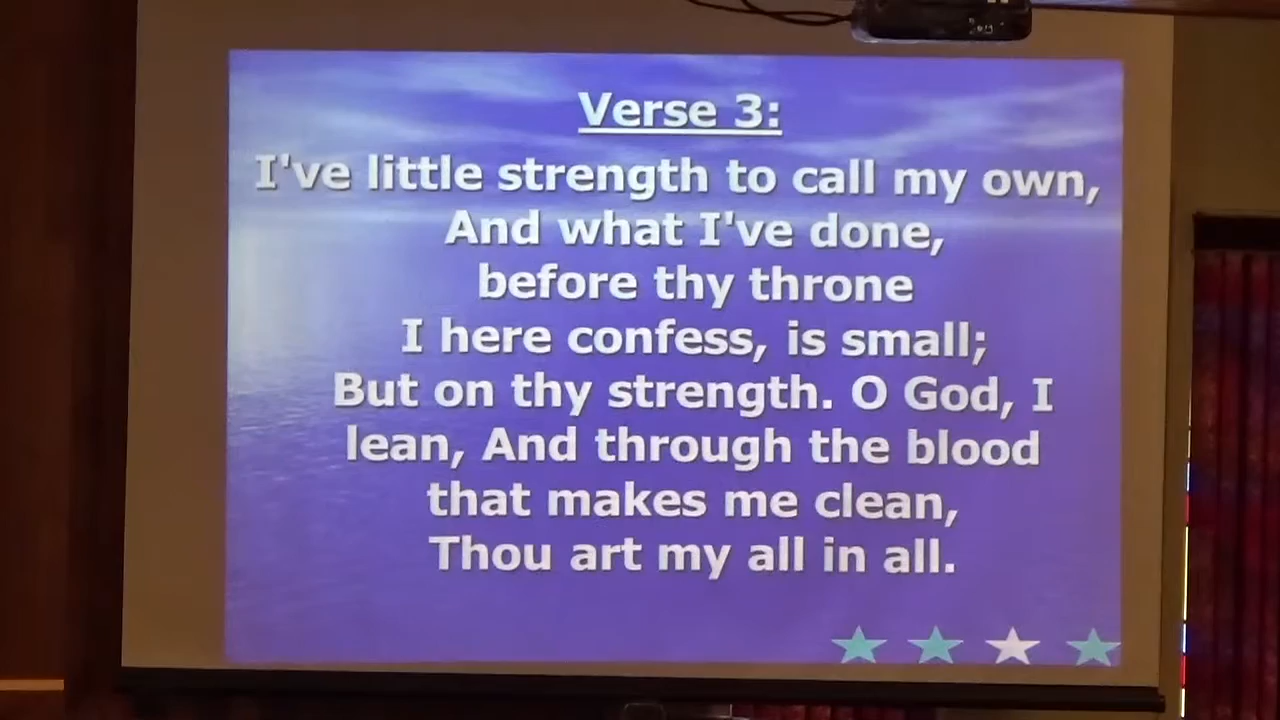 Verse 3:
I've little strength to call my own,
And what I've done,
before thy throne
I here confess, is small;
But on thy strength. O God, I
lean, And through the blood
that makes me clean,
Thou art my all in all.